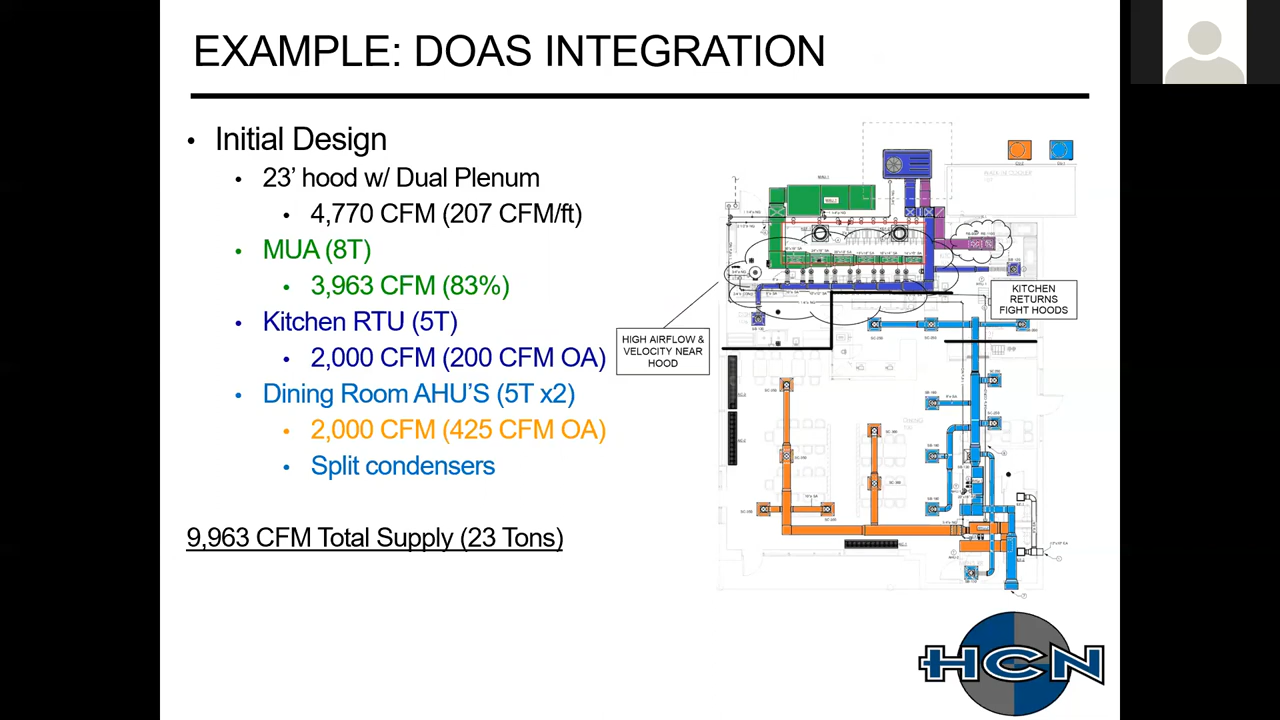 EXAMPLE: DOAS INTEGRATION
• Initial Design
• 23’ hood w/ Dual Plenum
• 4,770 CFM (207 CFM/ft)
• MUA (8T)
• 3,963 CFM (83%)
• Kitchen RTU (5T)
• 2,000 CFM (200 CFM OA)
• Dining Room AHU’S (5T x2)
• 2,000 CFM (425 CFM OA)
• Split condensers
9,963 CFM Total Supply (23 Tons)
HIGH AIRFLOW &
VELOCITY NEAR
HOOD
KITCHEN
RETURNS
FIGHT HOODS
HCN